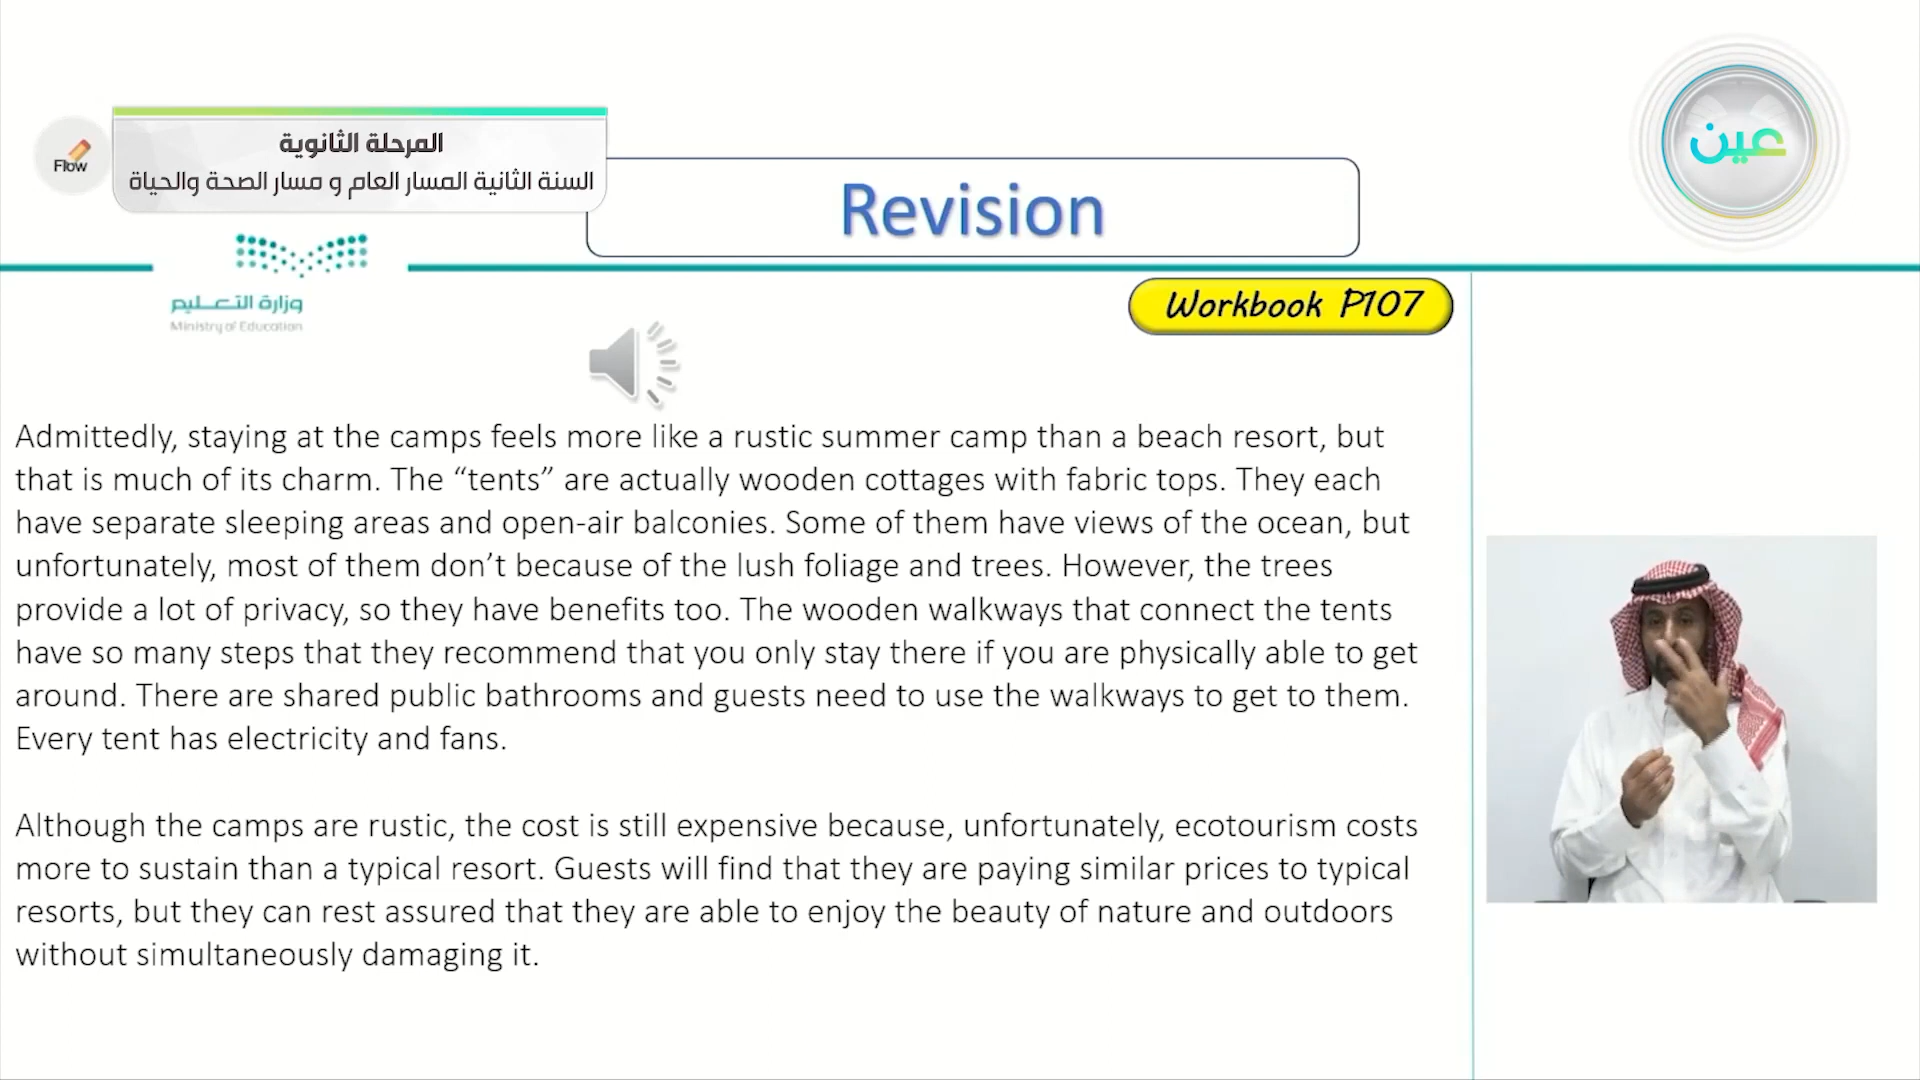 المرحلة الثانوية
السنة الثانية المسار العام و مسار الصحة والحياة
Flow
عين
Revision
وزارة التعليم
Ministry of Education
Workbook P107
Admittedly, staying at the camps feels more like a rustic summer camp than a beach resort, but
that is much of its charm. The “tents” are actually wooden cottages with fabric tops. They each
have separate sleeping areas and open-air balconies. Some of them have views of the ocean, but
unfortunately, most of them don’t because of the lush foliage and trees. However, the trees
provide a lot of privacy, so they have benefits too. The wooden walkways that connect the tents
have so many steps that they recommend that you only stay there if you are physically able to get
around. There are shared public bathrooms and guests need to use the walkways to get to them.
Every tent has electricity and fans.
Although the camps are rustic, the cost is still expensive because, unfortunately, ecotourism costs
more to sustain than a typical resort. Guests will find that they are paying similar prices to typical
resorts, but they can rest assured that they are able to enjoy the beauty of nature and outdoors
without simultaneously damaging it.